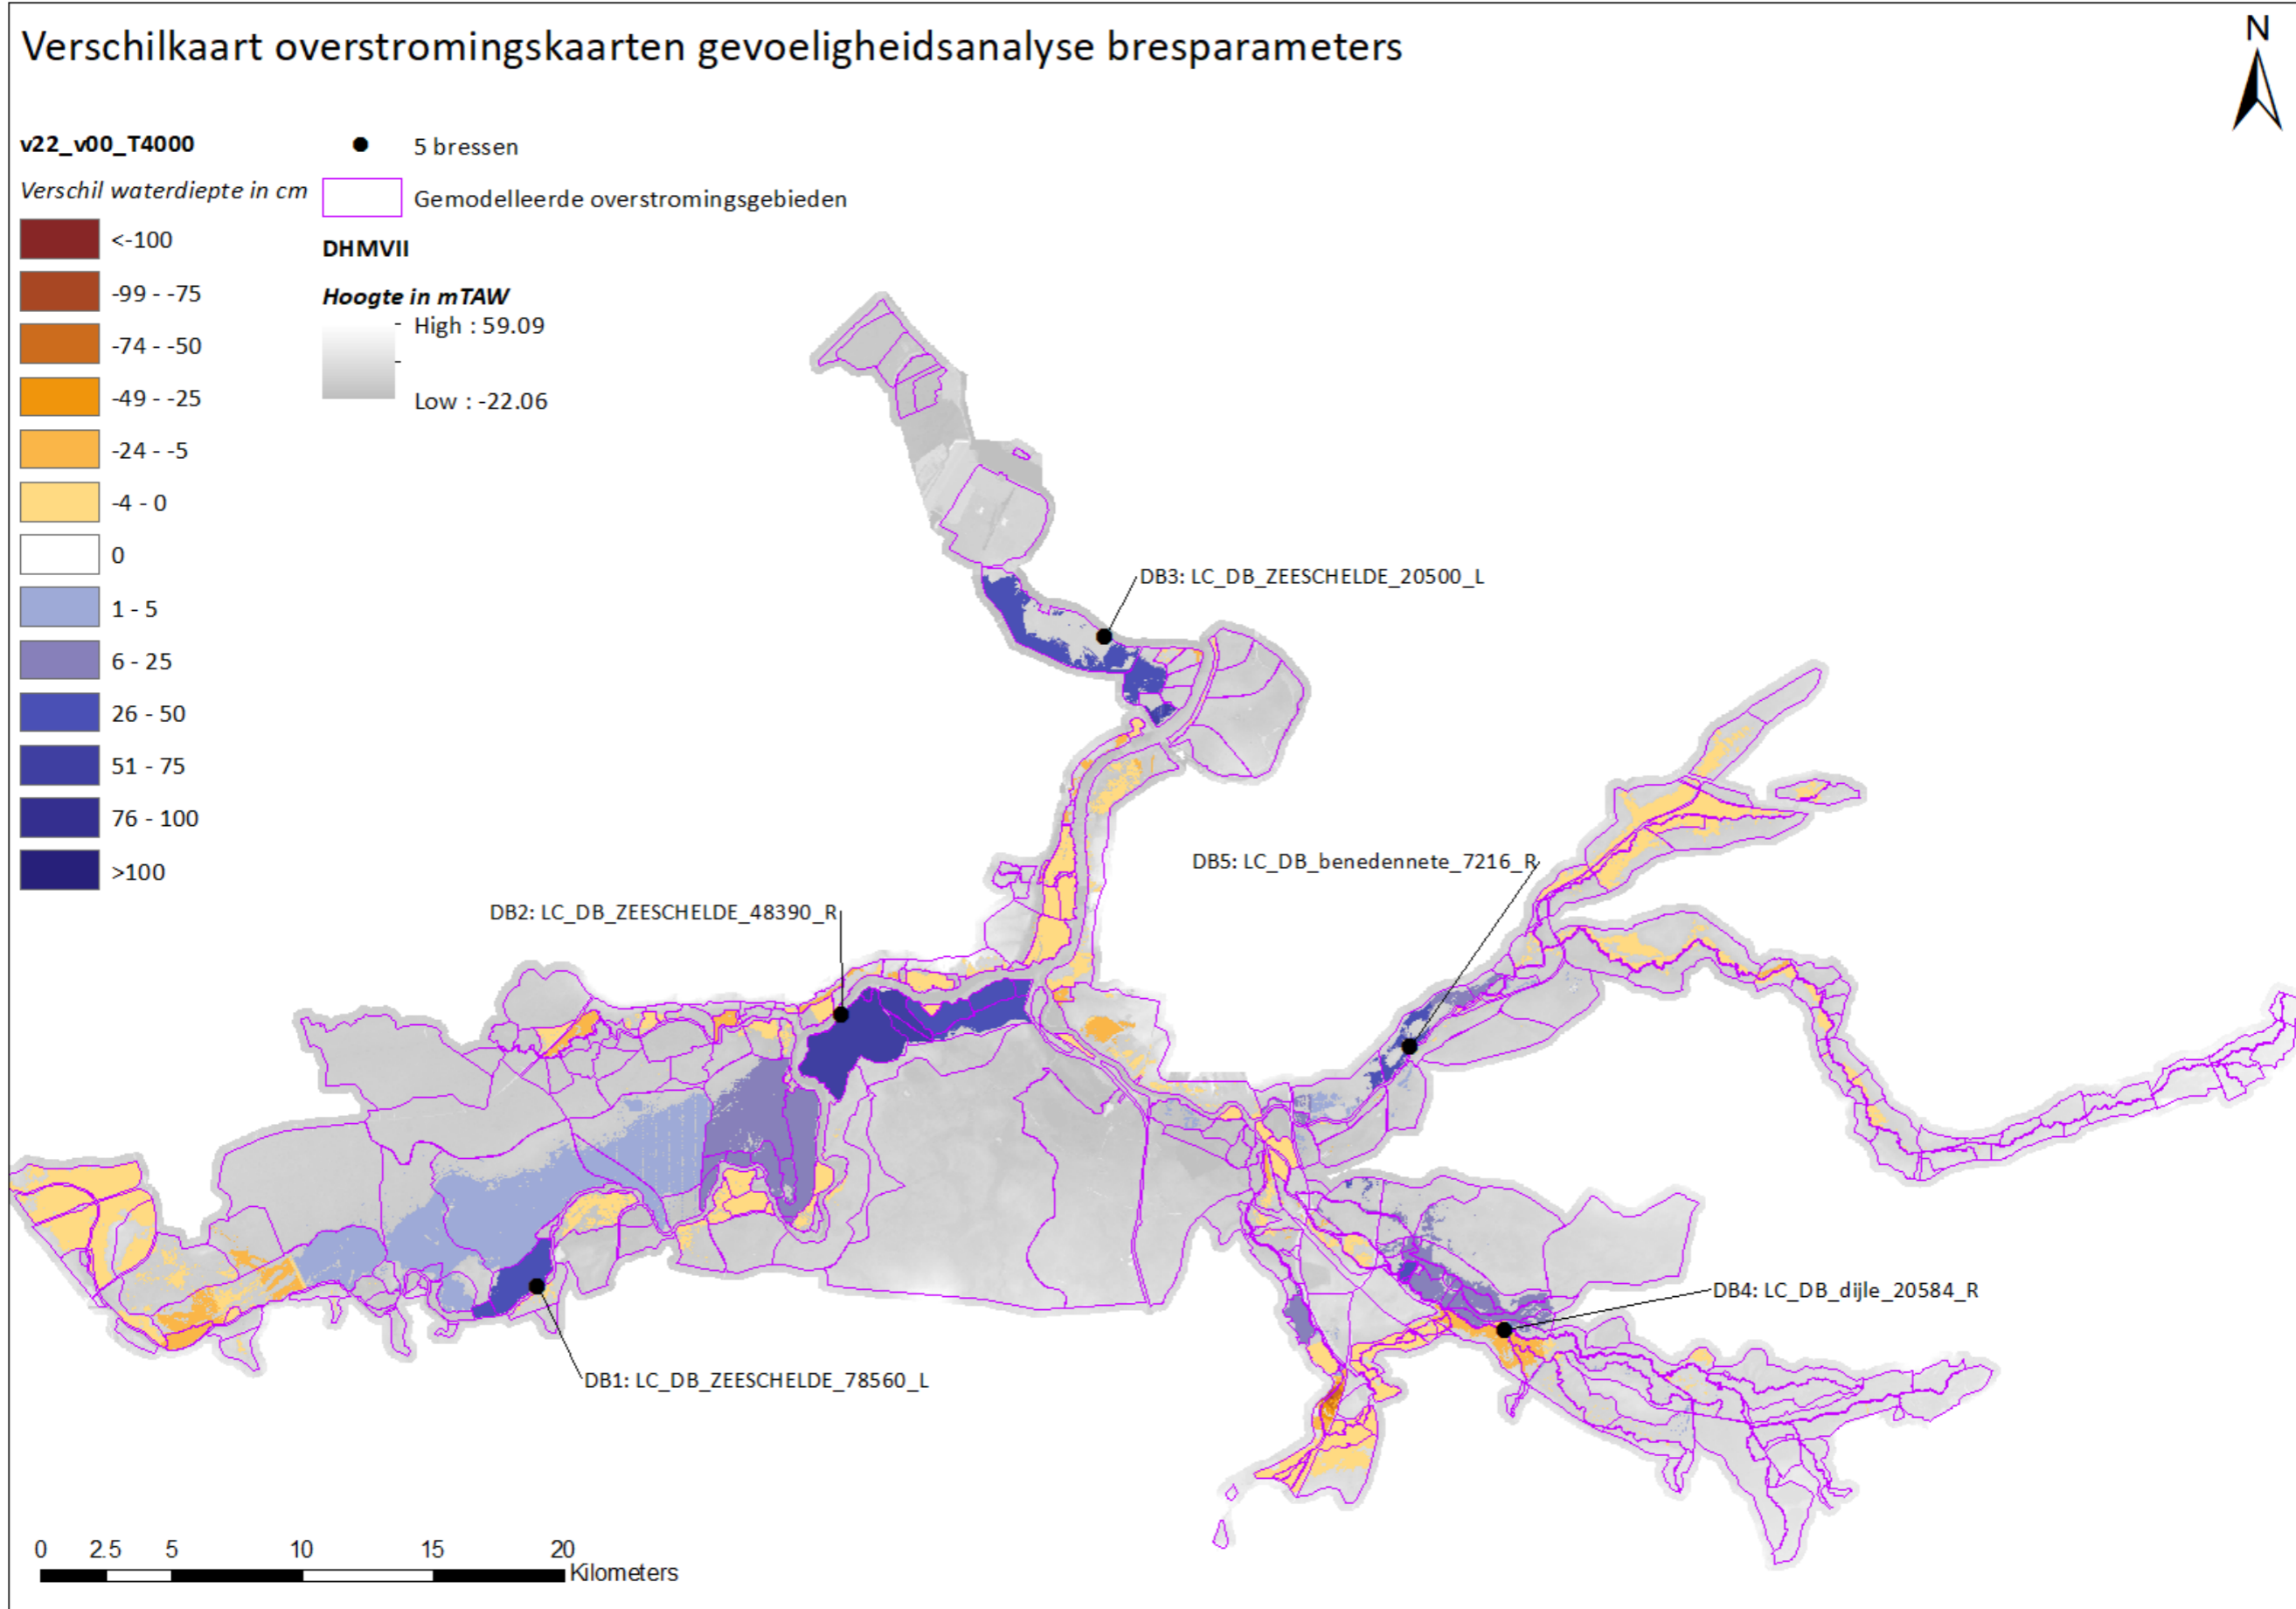 Verschilkaart overstromingskaarten gevoeligheidsanalyse bresparameters
N
v22_v00_T4000
Verschil waterdiepte in cm
<-100
-99 - -75
-74 - -50
-49 - -25
-24 - -5
-4 - 0
0
1 - 5
6 - 25
26 - 50
51 - 75
76 - 100
>100
5 bressen
Gemodelleerde overstromingsgebieden
DHMVII
Hoogte in mTAW
High : 59.09
Low : -22.06
DB3: LC_DB_ZEESCHELDE_20500_L
DB5: LC_DB_benedennete_7216_R
DB2: LC_DB_ZEESCHELDE_48390_R
DB4: LC_DB_dijle_20584_R
DB1: LC_DB_ZEESCHELDE_78560_L
0 2.5 5 10 15 20
Kilometers